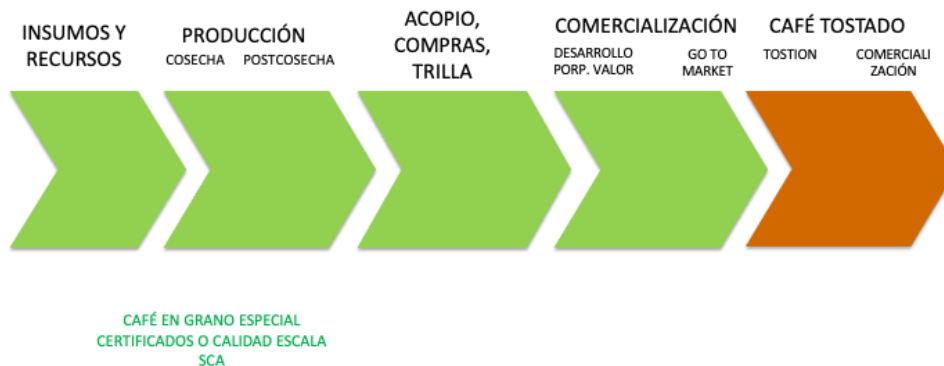 INSUMOS Y
RECURSOS
PRODUCCIÓN
COSECHA POSTCOSECHA
ACOPIO,
COMPRAS,
TRILLA
COMERCIALIZACIÓN
DESARROLLO
PORP. VALOR
GO TO
MARKET
CAFÉ TOSTADO
TOSTION
COMERCIALI
ZACIÓN
CAFÉ EN GRANO ESPECIAL
CERTIFICADOS O CALIDAD ESCALA
SCA